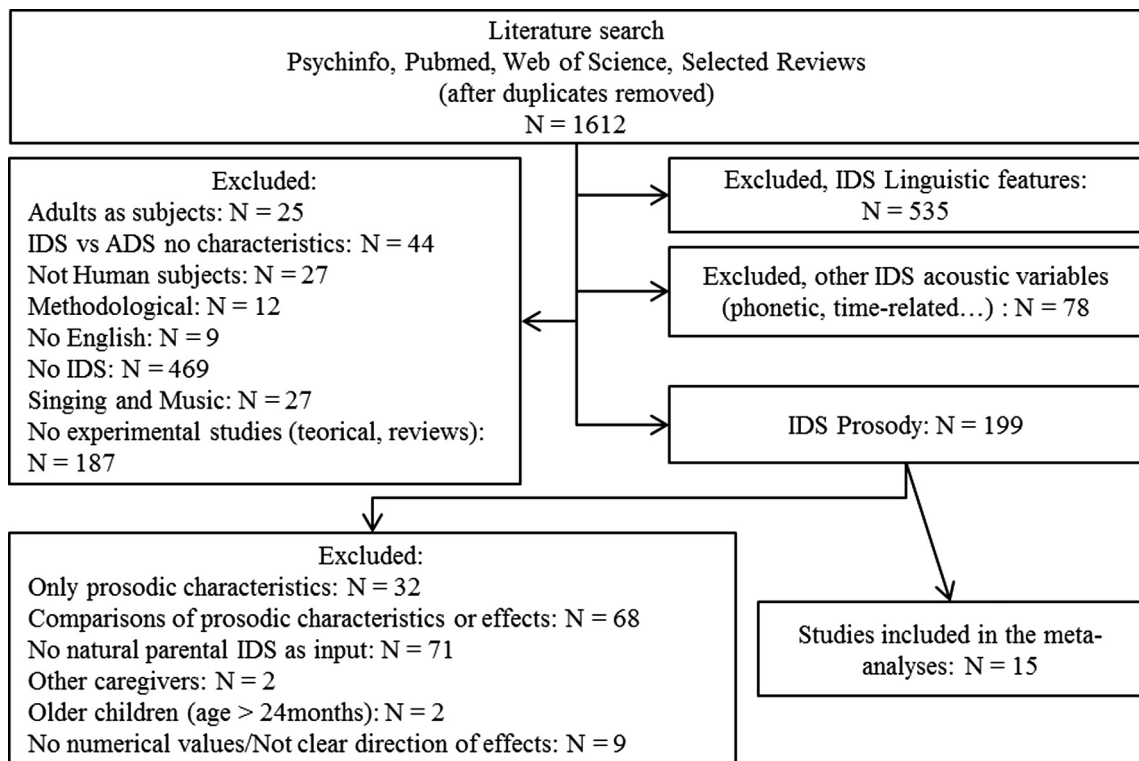 Literature search
Psychinfo, Pubmed, Web of Science, Selected Reviews
(after duplicates removed)
N = 1612
Excluded:
Adults as subjects: N = 25
IDS vs ADS no characteristics: N = 44
Not Human subjects: N = 27
Methodological: N = 12
No English: N = 9
No IDS: N = 469
Singing and Music: N = 27
No experimental studies (teorical, reviews):
N = 187
Excluded, IDS Linguistic features:
N = 535
Excluded, other IDS acoustic variables
(phonetic, time-related…) : N = 78
IDS Prosody: N = 199
Excluded:
Only prosodic characteristics: N = 32
Comparisons of prosodic characteristics or effects: N = 68
No natural parental IDS as input: N = 71
Other caregivers: N = 2
Older children (age > 24months): N = 2
No numerical values/Not clear direction of effects: N = 9
Studies included in the meta-
analyses: N = 15